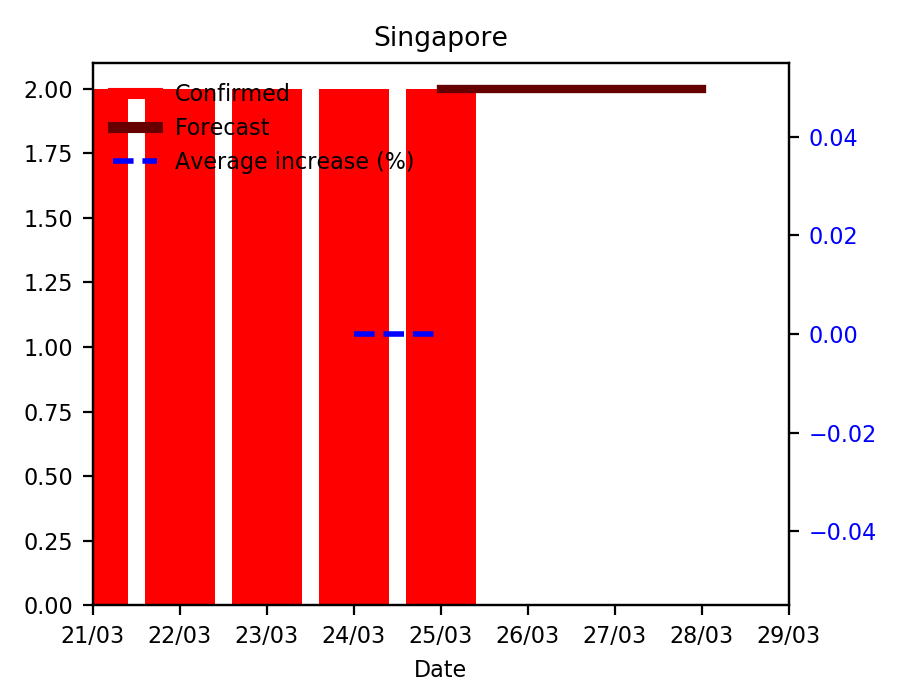 Singapore
2.00
1.75
1.50
1.25
1.00
0.75
0.50
0.25
0.00
Confirmed
Forecast
Average increase (%)
0.04
0.02
0.00
−0.02
−0.04
21/03 22/03 23/03 24/03 25/03 26/03 27/03 28/03 29/03
Date